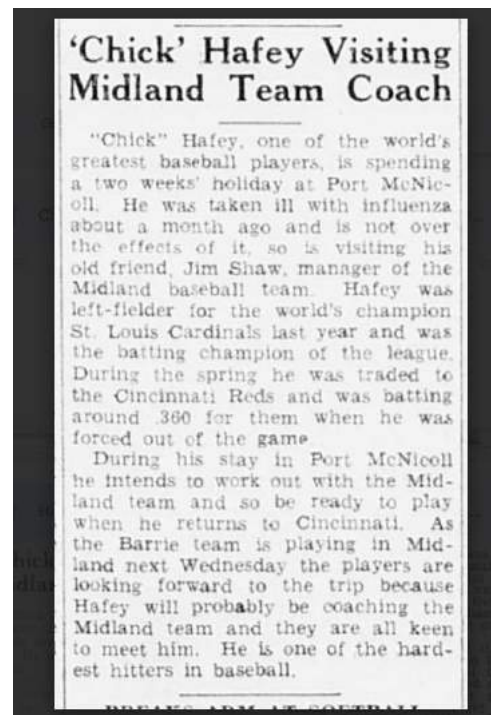 ‘Chick’ Hafey Visiting
Midland Team Coach
"Chick" Hafey, one of the world's
greatest baseball players, is spending
a two weeks' holiday at Port McNic-
oll. He was taken ill with influenza
about a month ago and is not over
the effects of it, so is visiting his
old friend, Jim Shaw, manager of the
Midland baseball team. Hafey was
left-fielder for the world's champion
St. Louis Cardinals last year and was
the batting champion of the league.
During the spring he was traded to
the Cincinnati Reds and was batting
around .360 for them when he was
forced out of the game
During his stay in Port McNicoll
he intends to work out with the Mid-
land team and so be ready to play
when he returns to Cincinnati. As
the Barrie team is playing in Mid-
land next Wednesday the players are
looking forward to the trip because
Hafey will probably be coaching the
Midland team and they are all keen
to meet him. He is one of the hard-
est hitters in baseball.
BREAKS ARM AT SOFTBALL